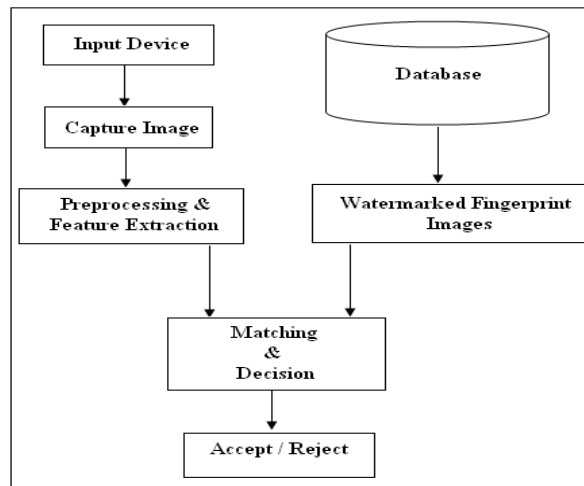 Input Device
Database
Capture Image
Preprocessing &
Feature Extraction
Watermarked Fingerprint
Images
Matching
&
Decision
Accept / Reject